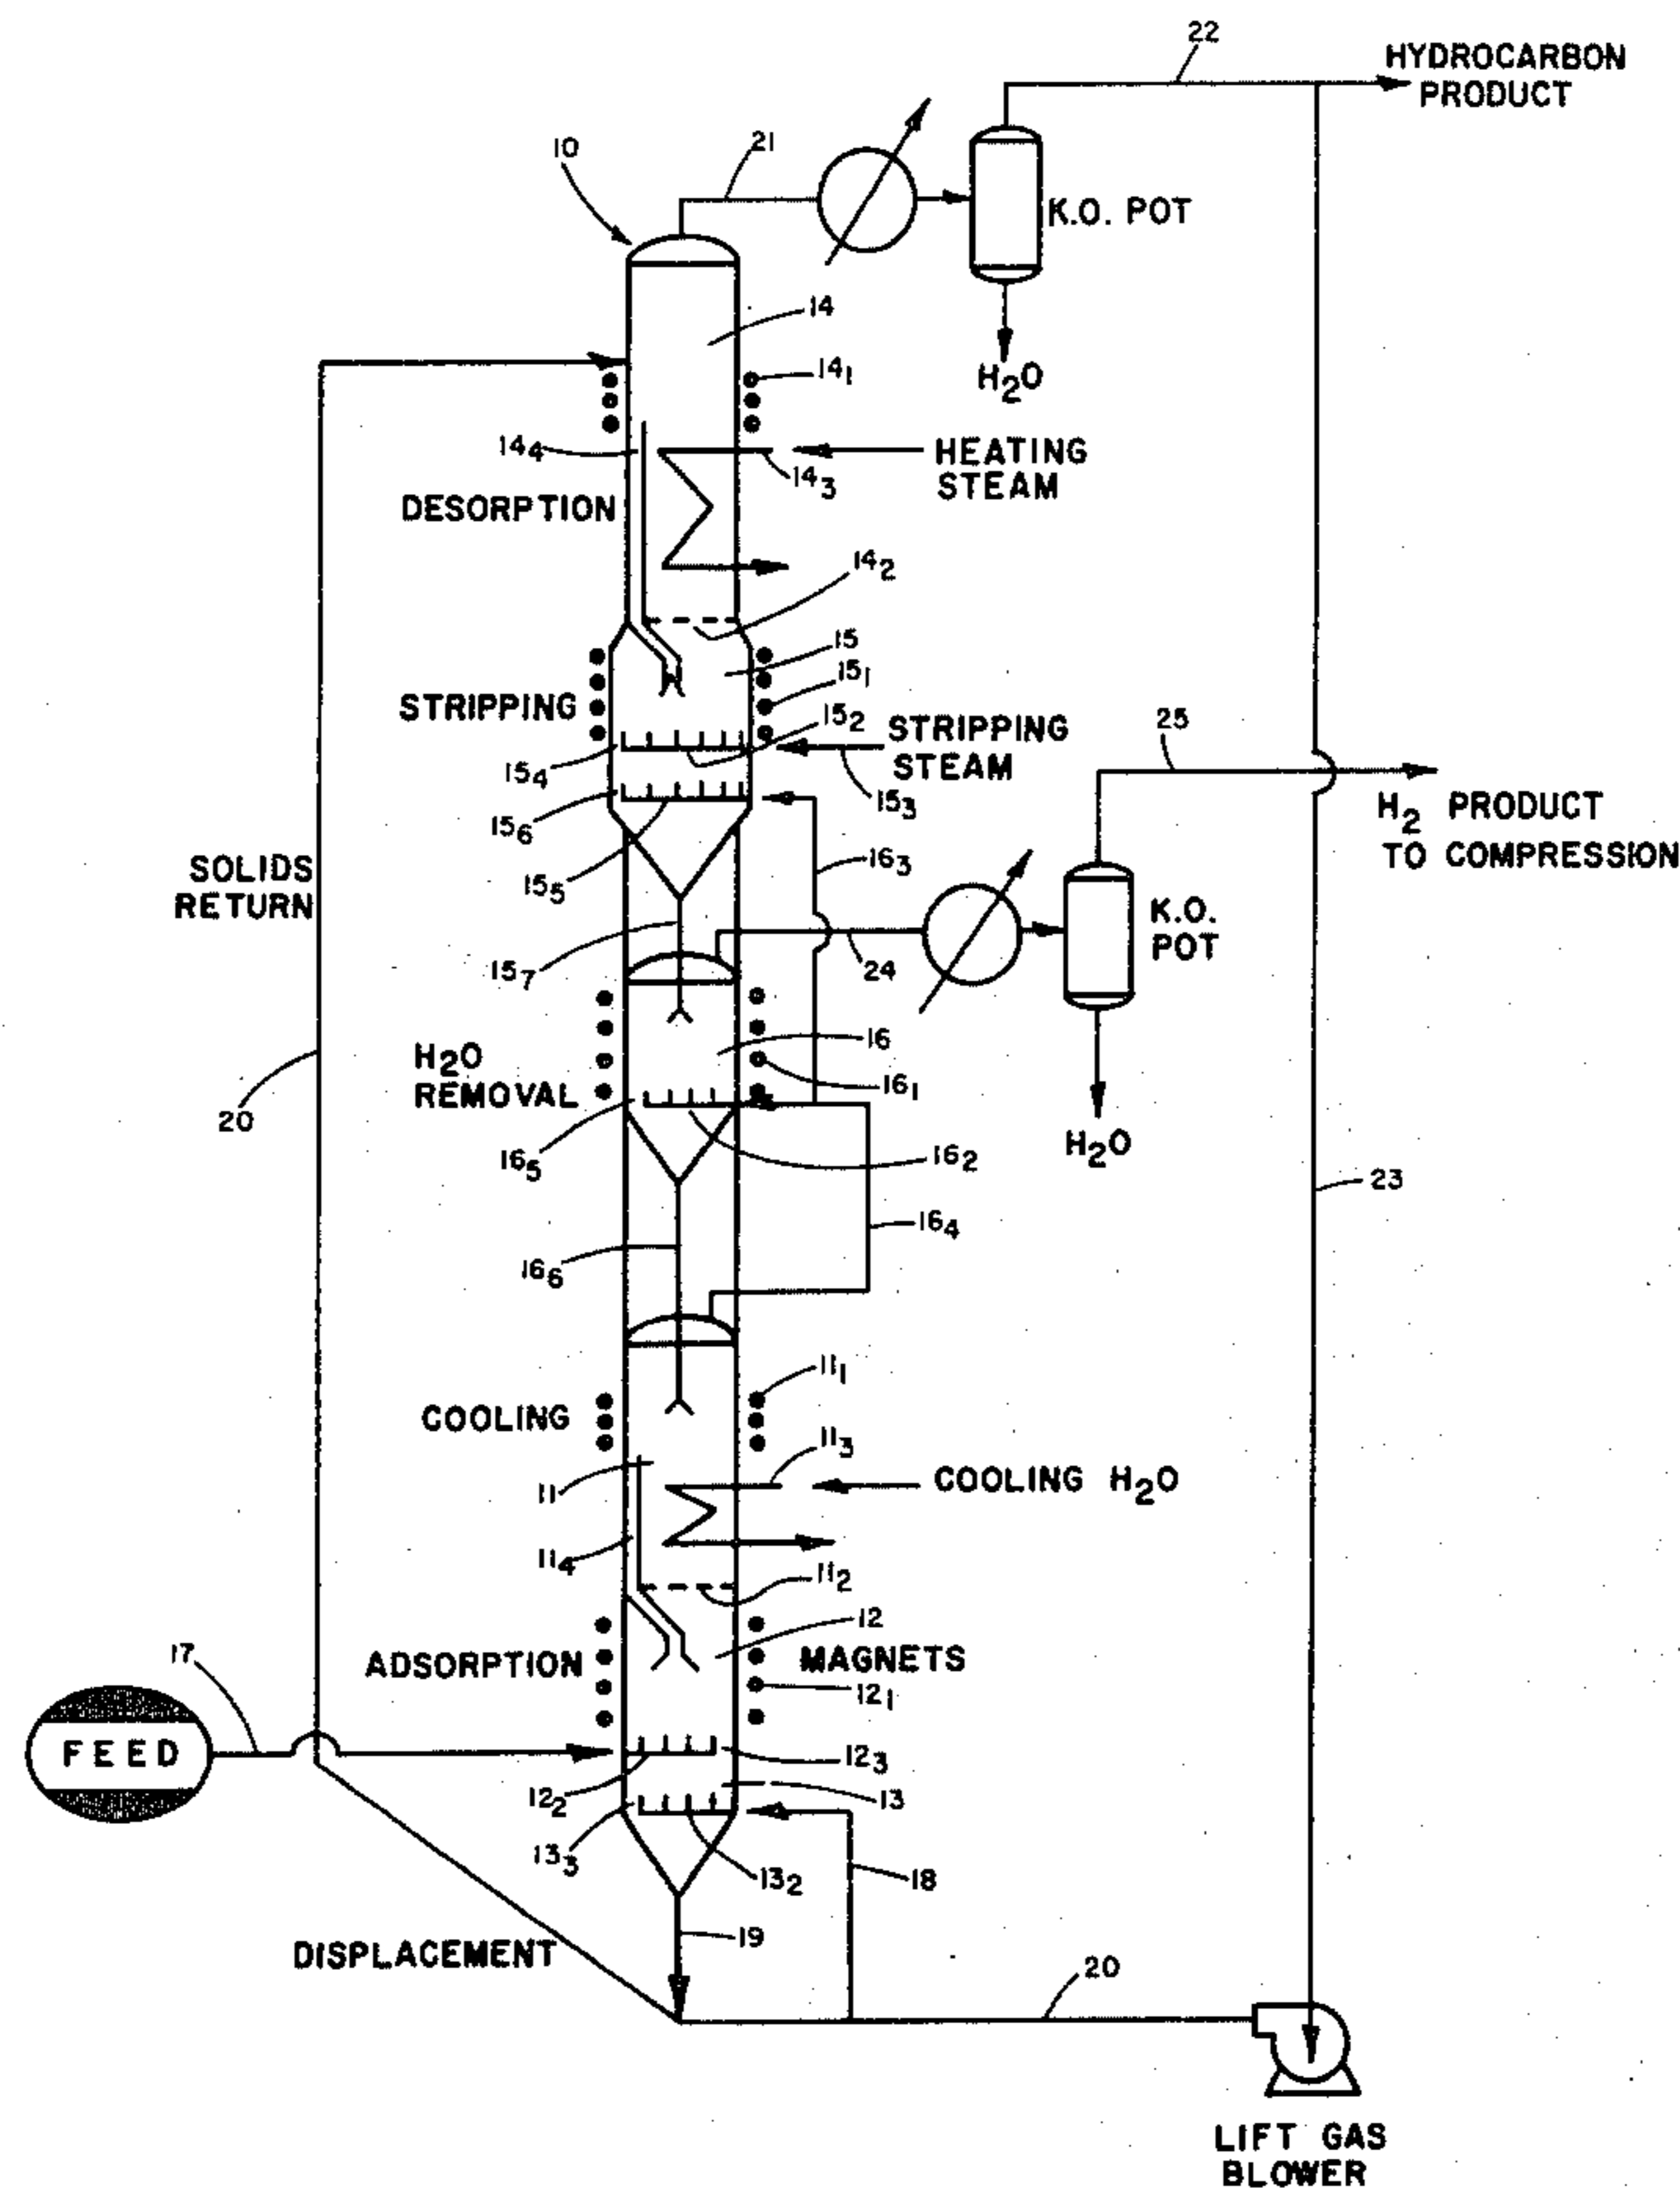 22
HYDROCARBON
PRODUCT
10
21
K.O. POT
14
H₂O
14₁
14₄
HEATING
STEAM
14₃
DESORPTION
14₂
15
15₁
STRIPPING
15₂
STRIPPING
STEAM
25
15₄
15₃
H₂ PRODUCT
TO COMPRESSION
15₆
16₃
SOLIDS
RETURN
15₅
K.O.
POT
15₇
24
16
H₂O
REMOVAL
16₁
20
H₂O
16₅
16₂
23
16₄
16₆
11₁
COOLING
11₃
11
COOLING H₂O
11₄
11₂
12
17
ADSORPTION
MAGNETS
12₁
FEED
12₃
12₂
13
13₃
13₂
18
19
DISPLACEMENT
20
LIFT GAS
BLOWER